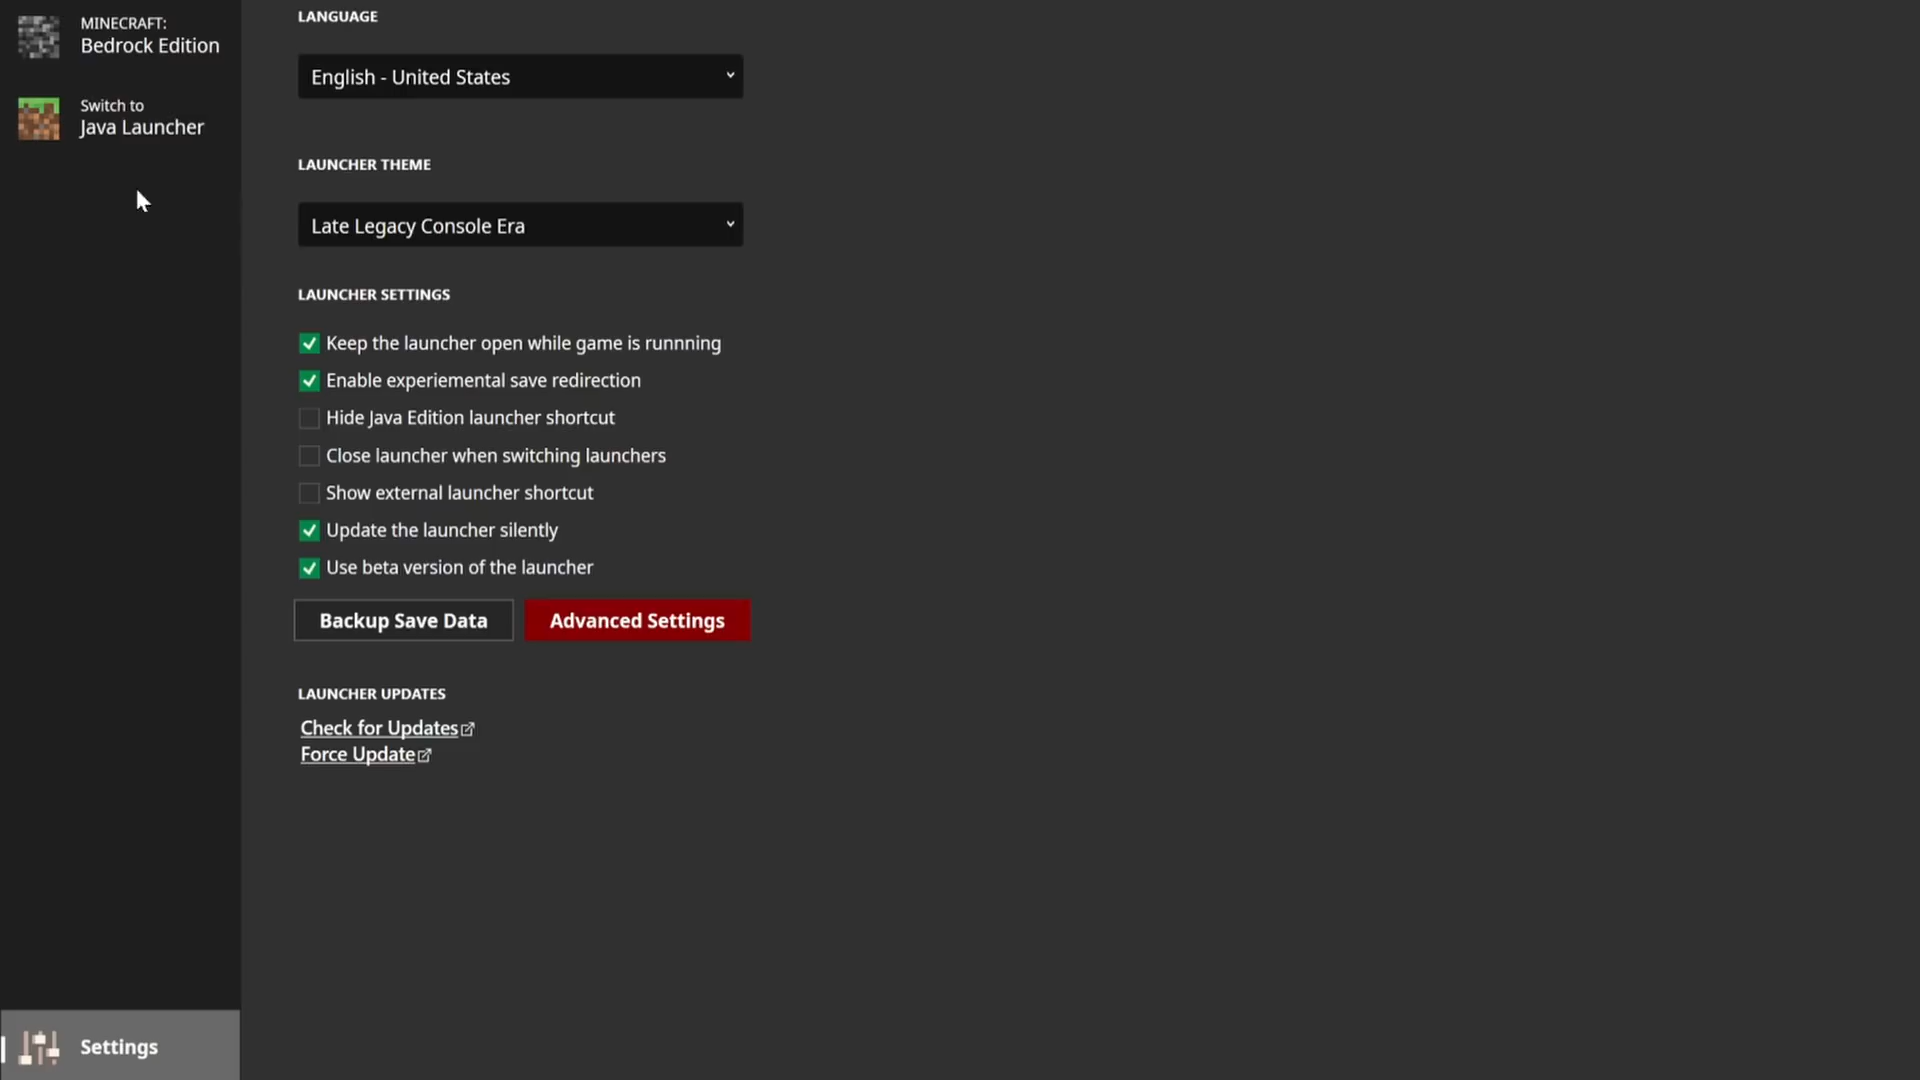 MINECRAFT:
Bedrock Edition
Switch to
Java Launcher
Settings
LANGUAGE
English - United States
LAUNCHER THEME
Late Legacy Console Era
LAUNCHER SETTINGS
Keep the launcher open while game is runnning
Enable experiemental save redirection
Hide Java Edition launcher shortcut
Close launcher when switching launchers
Show external launcher shortcut
Update the launcher silently
Use beta version of the launcher
Backup Save Data
Advanced Settings
LAUNCHER UPDATES
Check for Updates
Force Update